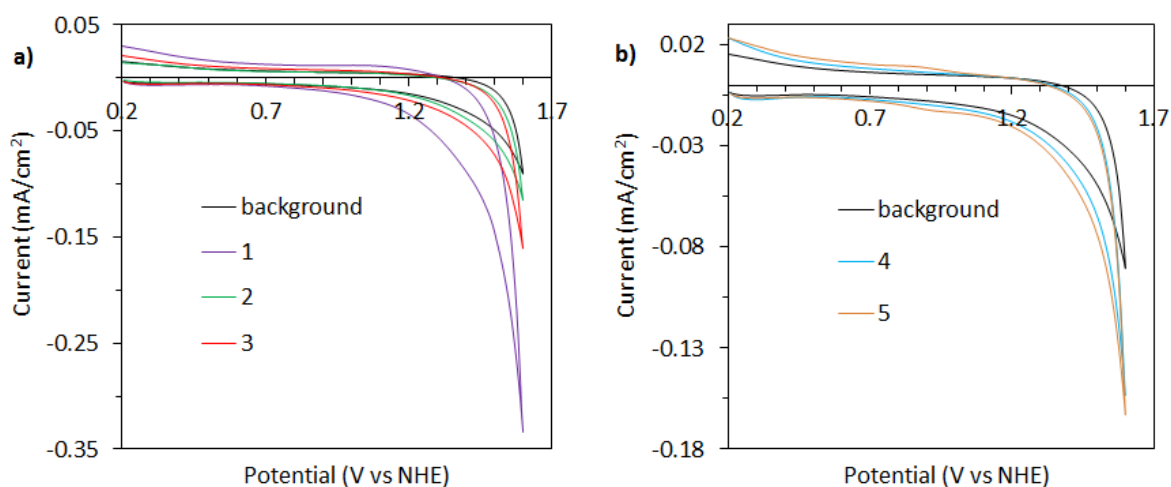 a)
Current (mA/cm²)
0.05
0
-0.05
-0.15
-0.25
-0.35
0.2 0.7 1.2 1.7
background
1
2
3
Potential (V vs NHE)
b)
Current (mA/cm²)
0.02
-0.03
-0.08
-0.13
-0.18
0.2 0.7 1.2 1.7
background
4
5
Potential (V vs NHE)